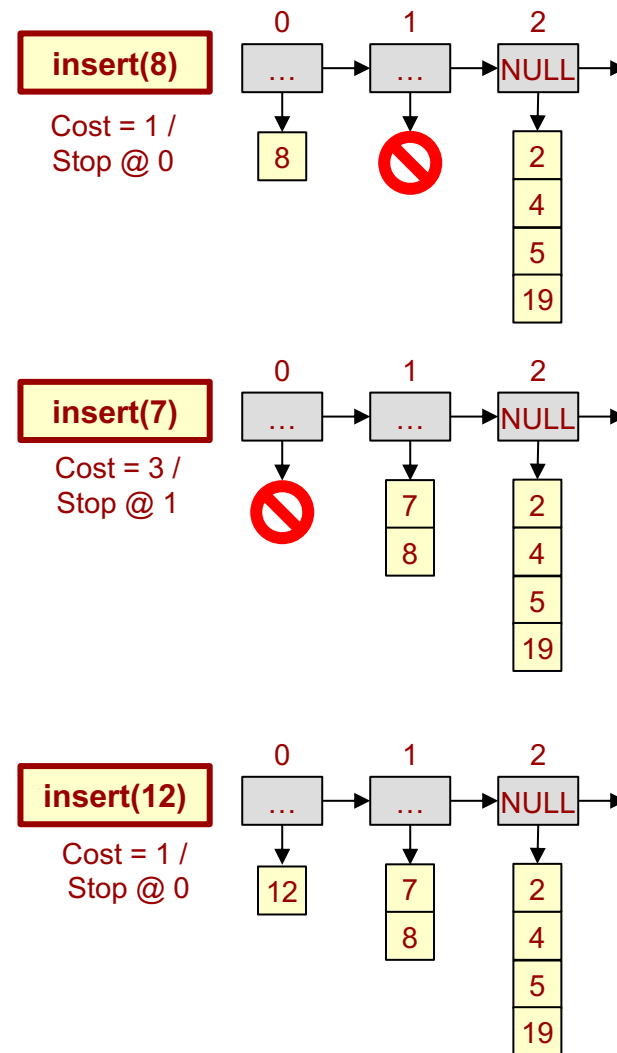 0 1 2
insert(8)
… … NULL
Cost = 1 /
Stop @ 0
8
2
4
5
19
0 1 2
insert(7)
… … NULL
Cost = 3 /
Stop @ 1
7
8
2
4
5
19
0 1 2
insert(12)
… … NULL
Cost = 1 /
Stop @ 0
12
7
8
2
4
5
19